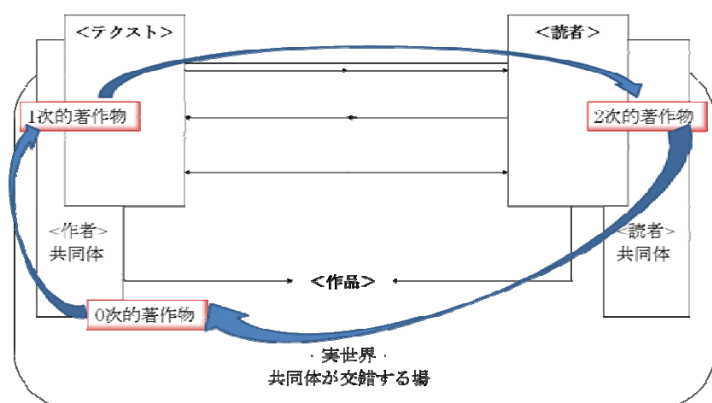 <テクスト>
<読者>
1次的著作物
2次的著作物
<作者>
共同体
<読者>
共同体
<作品>
0次的著作物
・実世界・
共同体が交錯する場